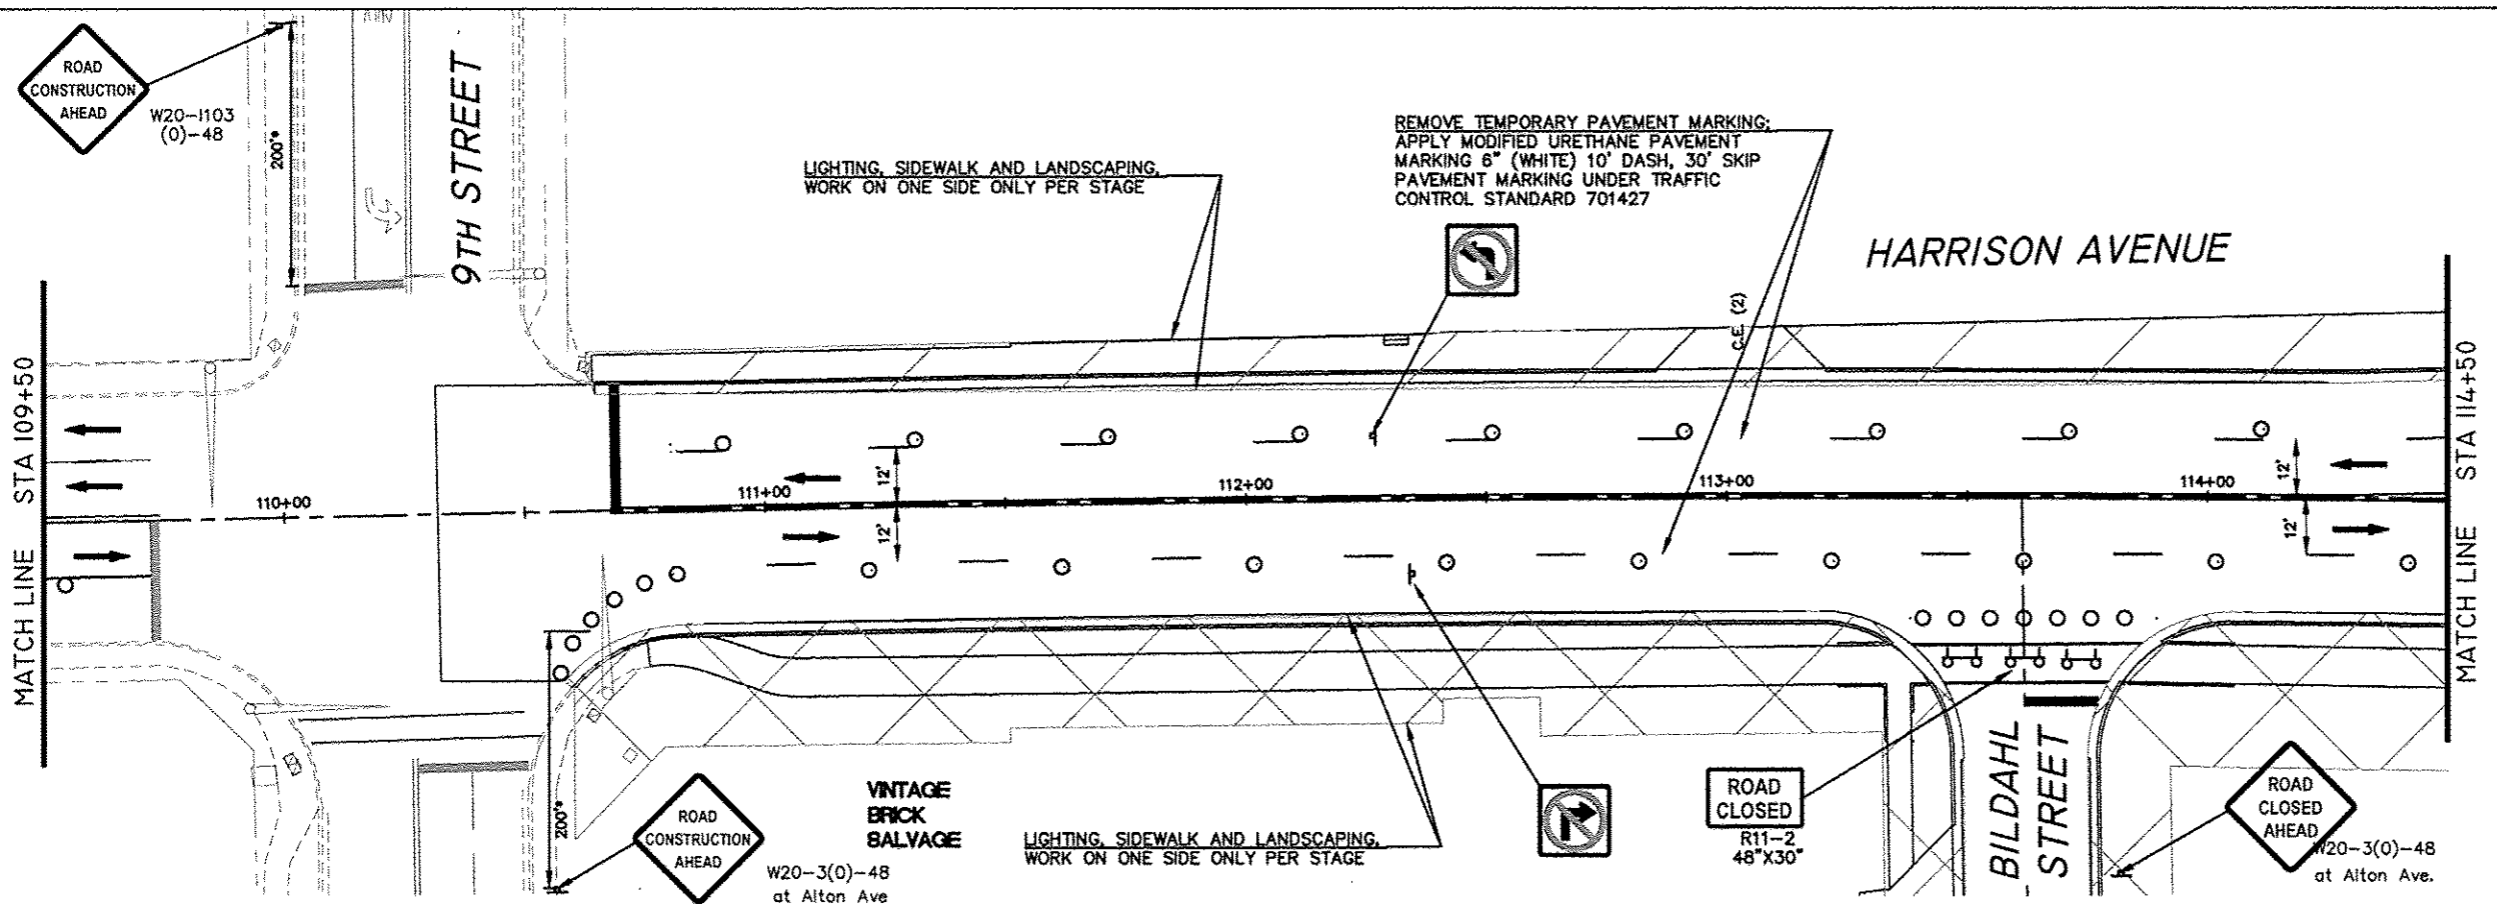 ROAD
CONSTRUCTION
AHEAD
W20-I103
(0)-48
200'±
9TH STREET
LIGHTING, SIDEWALK AND LANDSCAPING,
WORK ON ONE SIDE ONLY PER STAGE
REMOVE TEMPORARY PAVEMENT MARKING;
APPLY MODIFIED URETHANE PAVEMENT
MARKING 6" (WHITE) 10' DASH, 30' SKIP
PAVEMENT MARKING UNDER TRAFFIC
CONTROL STANDARD 701427
HARRISON AVENUE
C.E. (2)
MATCH LINE STA 109+50
MATCH LINE STA 114+50
110+00
111+00
112+00
113+00
114+00
12'
12'
12'
12'
200'±
ROAD
CONSTRUCTION
AHEAD
W20-3(0)-48
at Alton Ave
VINTAGE
BRICK
SALVAGE
LIGHTING, SIDEWALK AND LANDSCAPING,
WORK ON ONE SIDE ONLY PER STAGE
ROAD
CLOSED
R11-2
48"X30"
BILDAHL
STREET
ROAD
CLOSED
AHEAD
W20-3(0)-48
at Alton Ave.